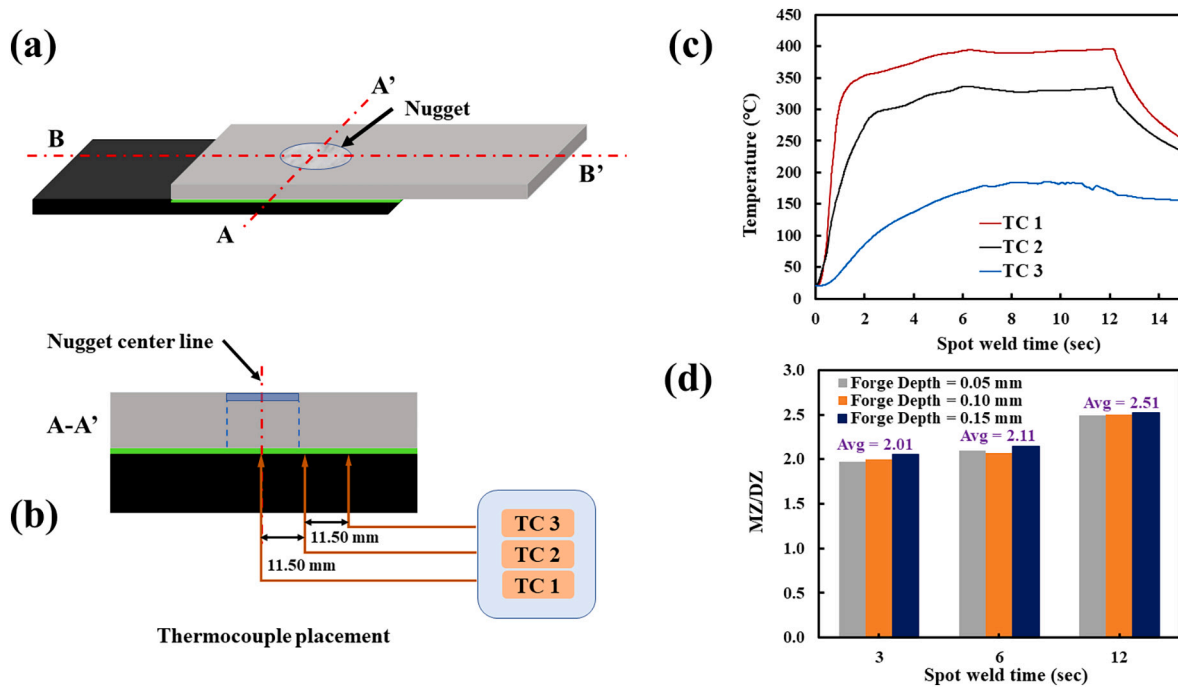 (a)
A’
Nugget
B
B’
A
Nugget center line
A-A’
(b)
TC 3
TC 2
TC 1
11.50 mm
11.50 mm
Thermocouple placement
(c)
450
400
350
300
250
200
150
100
50
0
Temperature (°C)
TC 1
TC 2
TC 3
0 2 4 6 8 10 12 14
Spot weld time (sec)
(d)
3.0
2.5
2.0
1.5
1.0
0.5
0.0
MZ/DZ
Forge Depth = 0.05 mm
Forge Depth = 0.10 mm
Forge Depth = 0.15 mm
Avg = 2.01
Avg = 2.11
Avg = 2.51
3 6 12
Spot weld time (sec)